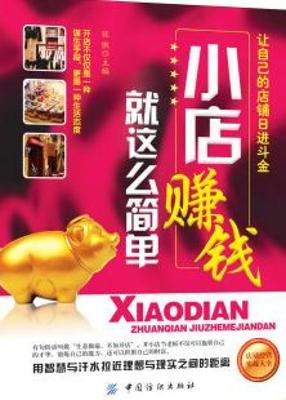 让自己的店铺日进斗金
小店
赚钱
就这么简单
主编
开店不仅仅是一种
谋生手段，更是一种生活态度
XIAODIAN
ZHUANQIAN JIUZHEMEJIANDAN
用智慧与汗水拉近理想与现实之间的距离
中国纺织出版社